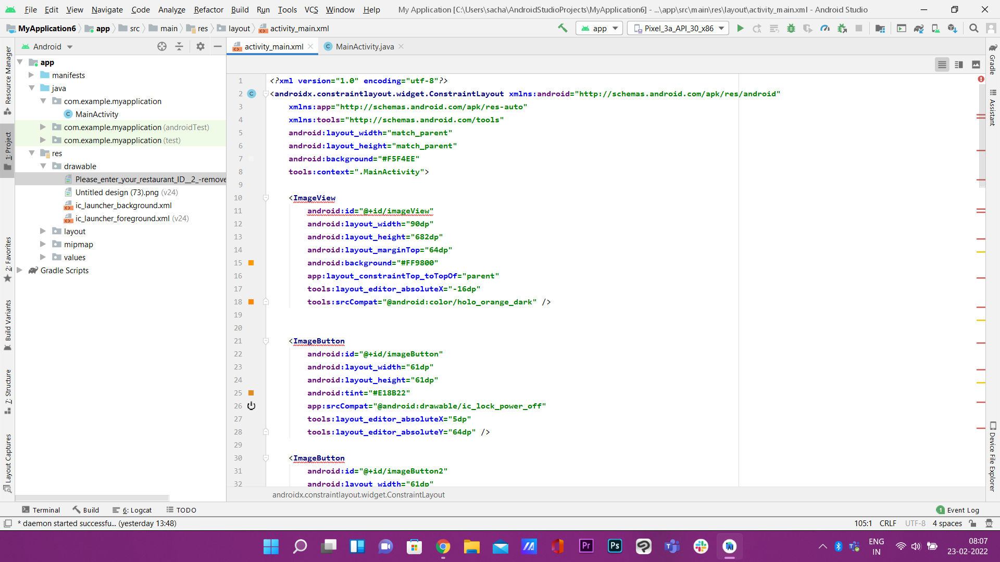 File Edit View Navigate Code Analyze Refactor Build Run Tools VCS Window Help My Application [C:\Users\sacha\AndroidStudioProjects\MyApplication6] - ...\app\src\main\res\layout\activity_main.xml - Android Studio
MyApplication6 app src main res layout activity_main.xml app Pixel_3a_API_30_x86
Android activity_main.xml MainActivity.java
app
manifests
java
com.example.myapplication
MainActivity
com.example.myapplication (androidTest)
com.example.myapplication (test)
res
drawable
Please_enter_your_restaurant_ID__2_-remove
Untitled design (73).png (v24)
ic_launcher_background.xml
ic_launcher_foreground.xml (v24)
layout
mipmap
values
Gradle Scripts
Resource Manager
1: Project
2: Favorites
Build Variants
7: Structure
Layout Captures
1 <?xml version="1.0" encoding="utf-8"?>
2 <androidx.constraintlayout.widget.ConstraintLayout xmlns:android="http://schemas.android.com/apk/res/android"
3 xmlns:app="http://schemas.android.com/apk/res-auto"
4 xmlns:tools="http://schemas.android.com/tools"
5 android:layout_width="match_parent"
6 android:layout_height="match_parent"
7 android:background="#F5F4EE"
8 tools:context=".MainActivity">
9
10 <ImageView
11 android:id="@+id/imageView"
12 android:layout_width="90dp"
13 android:layout_height="682dp"
14 android:layout_marginTop="64dp"
15 android:background="#FF9800"
16 app:layout_constraintTop_toTopOf="parent"
17 tools:layout_editor_absoluteX="-16dp"
18 tools:srcCompat="@android:color/holo_orange_dark" />
19
20
21 <ImageButton
22 android:id="@+id/imageButton"
23 android:layout_width="61dp"
24 android:layout_height="61dp"
25 android:tint="#E18B22"
26 app:srcCompat="@android:drawable/ic_lock_power_off"
27 tools:layout_editor_absoluteX="5dp"
28 tools:layout_editor_absoluteY="64dp" />
29
30 <ImageButton
31 android:id="@+id/imageButton2"
32 android:layout_width="61dp"
androidx.constraintlayout.widget.ConstraintLayout
Gradle
Assistant
Device File Explorer
Terminal Build 6: Logcat TODO 1 Event Log
* daemon started successfu... (yesterday 13:48) 105:1 CRLF UTF-8 4 spaces
Pr Ps
ENG
IN
08:07
23-02-2022